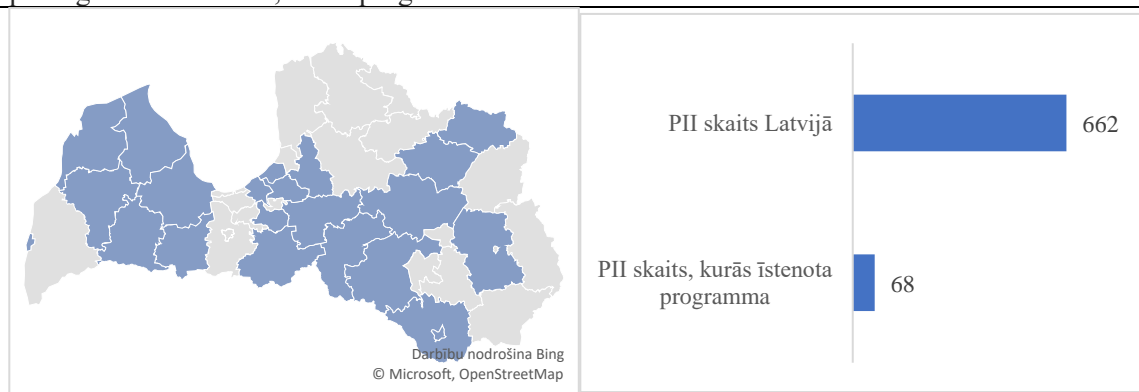 Darbību nodrošina Bing
© Microsoft, OpenStreetMap
PII skaits Latvijā
662
PII skaits, kurās īstenota
programma
68